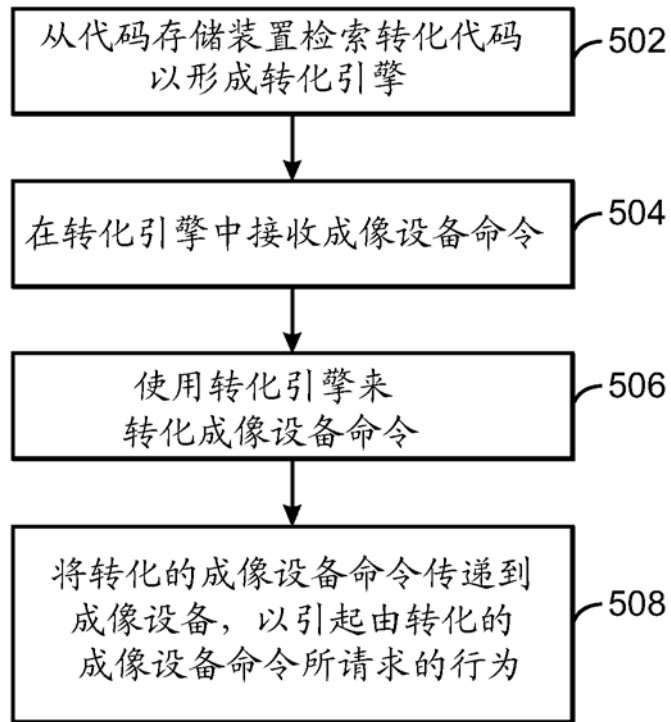 从代码存储装置检索转化代码
以形成转化引擎
502
在转化引擎中接收成像设备命令
504
使用转化引擎来
转化成像设备命令
506
将转化的成像设备命令传递到
成像设备，以引起由转化的
成像设备命令所请求的行为
508